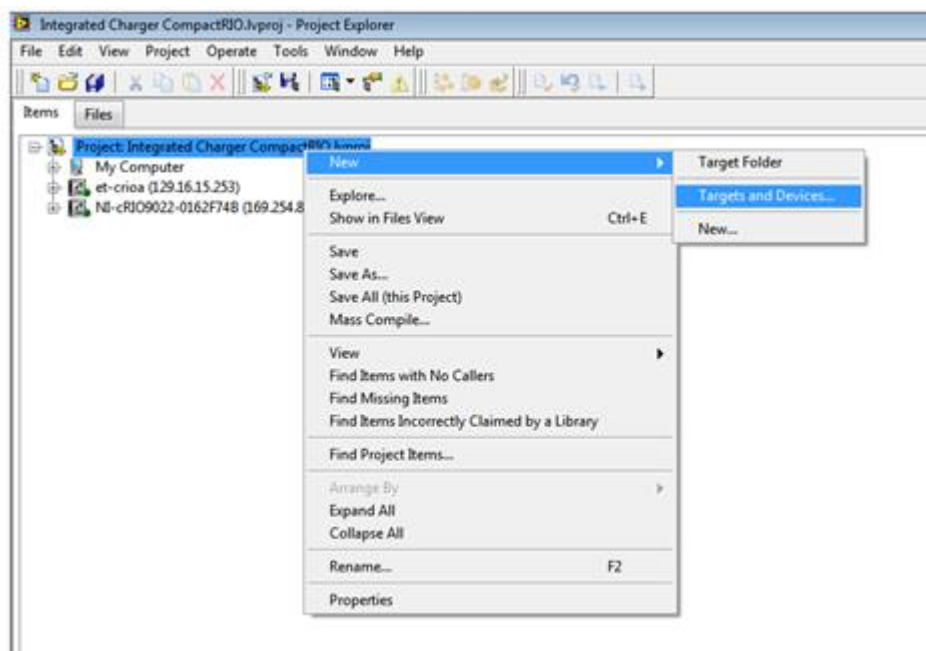 Integrated Charger CompactRIO.lvproj - Project Explorer
File Edit View Project Operate Tools Window Help
Items Files
Project: Integrated Charger CompactRIO.lvproj
My Computer
et-crioa (129.16.15.253)
NI-cRIO9022-0162F748 (169.254.8
New
Explore...
Show in Files View Ctrl+E
Save
Save As...
Save All (this Project)
Mass Compile...
View
Find Items with No Callers
Find Missing Items
Find Items Incorrectly Claimed by a Library
Find Project Items...
Arrange By
Expand All
Collapse All
Rename... F2
Properties
Target Folder
Targets and Devices...
New...